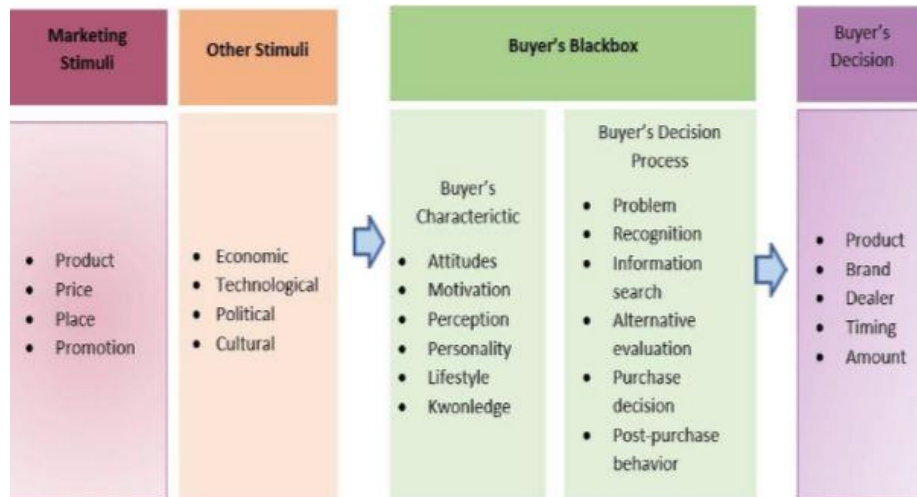 Marketing
Stimuli
Other Stimuli
Buyer's Blackbox
Buyer's
Decision
• Product
• Price
• Place
• Promotion
• Economic
• Technological
• Political
• Cultural
Buyer's
Characterictic
• Attitudes
• Motivation
• Perception
• Personality
• Lifestyle
• Kwonledge
Buyer's Decision
Process
• Problem
• Recognition
• Information
search
• Alternative
evaluation
• Purchase
decision
• Post-purchase
behavior
• Product
• Brand
• Dealer
• Timing
• Amount